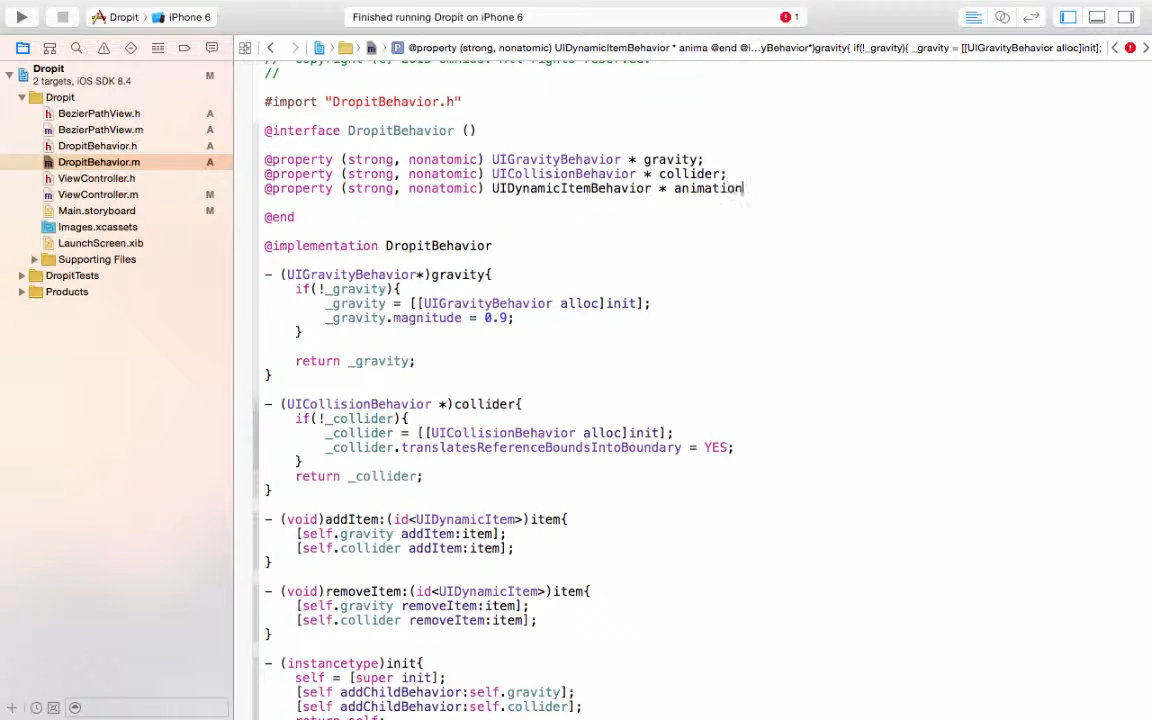 Dropit
iPhone 6
Finished running Dropit on iPhone 6
1
@property (strong, nonatomic) UIDynamicItemBehavior * anima @end @i...yBehavior*)gravity{ if(!_gravity){ _gravity = [[UIGravityBehavior alloc]init];
Dropit
M
2 targets, iOS SDK 8.4
Dropit
BezierPathView.h
A
BezierPathView.m
A
DropitBehavior.h
A
DropitBehavior.m
A
ViewController.h
ViewController.m
M
Main.storyboard
M
Images.xcassets
LaunchScreen.xib
Supporting Files
DropitTests
Products
//
#import "DropitBehavior.h"
@interface DropitBehavior ()
@property (strong, nonatomic) UIGravityBehavior * gravity;
@property (strong, nonatomic) UICollisionBehavior * collider;
@property (strong, nonatomic) UIDynamicItemBehavior * animation
@end
@implementation DropitBehavior
- (UIGravityBehavior*)gravity{
if(!_gravity){
_gravity = [[UIGravityBehavior alloc]init];
_gravity.magnitude = 0.9;
}
return _gravity;
}
- (UICollisionBehavior *)collider{
if(!_collider){
_collider = [[UICollisionBehavior alloc]init];
_collider.translatesReferenceBoundsIntoBoundary = YES;
}
return _collider;
}
- (void)addItem:(id<UIDynamicItem>)item{
[self.gravity addItem:item];
[self.collider addItem:item];
}
- (void)removeItem:(id<UIDynamicItem>)item{
[self.gravity removeItem:item];
[self.collider removeItem:item];
}
- (instancetype)init{
self = [super init];
[self addChildBehavior:self.gravity];
[self addChildBehavior:self.collider];
return self;